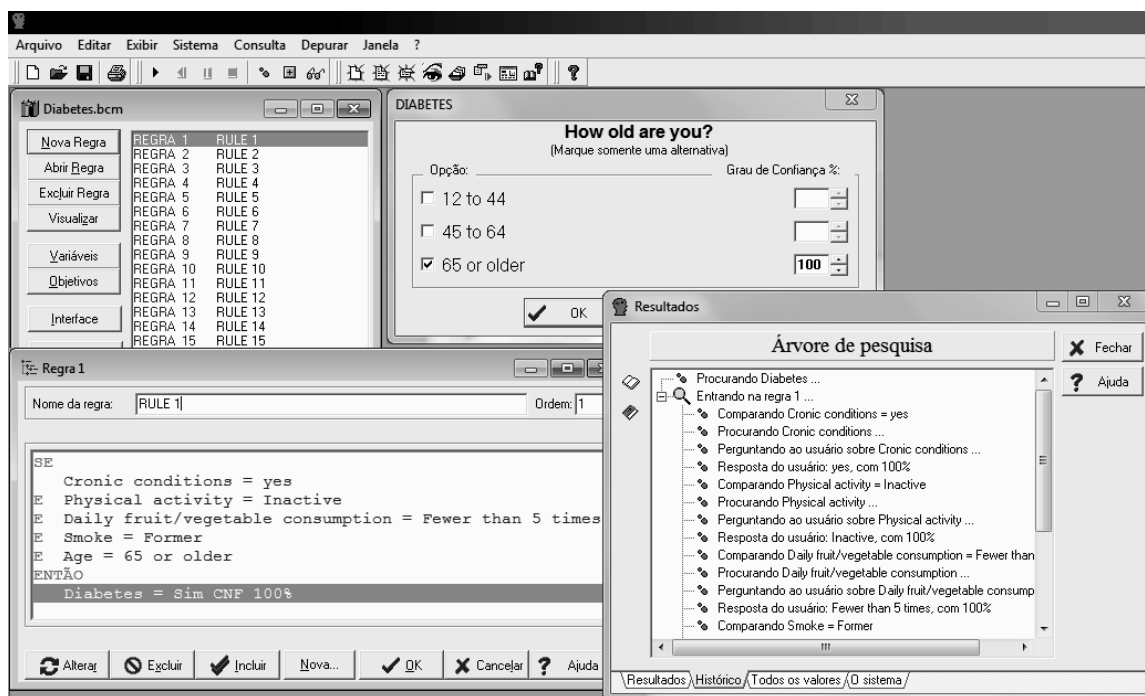 Arquivo Editar Exibir Sistema Consulta Depurar Janela ?
Diabetes.bcm
Nova Regra
Abrir Regra
Excluir Regra
Visualizar
Variáveis
Objetivos
Interface
REGRA 1 RULE 1
REGRA 2 RULE 2
REGRA 3 RULE 3
REGRA 4 RULE 4
REGRA 5 RULE 5
REGRA 6 RULE 6
REGRA 7 RULE 7
REGRA 8 RULE 8
REGRA 9 RULE 9
REGRA 10 RULE 10
REGRA 11 RULE 11
REGRA 12 RULE 12
REGRA 13 RULE 13
REGRA 14 RULE 14
REGRA 15 RULE 15
DIABETES
How old are you?
(Marque somente uma alternativa)
Opção: Grau de Confiança %:
12 to 44
45 to 64
65 or older 100
OK
Regra 1
Nome da regra: RULE 1 Ordem: 1
SE
Cronic conditions = yes
E Physical activity = Inactive
E Daily fruit/vegetable consumption = Fewer than 5 times
E Smoke = Former
E Age = 65 or older
ENTÃO
Diabetes = Sim CNF 100%
Alterar Excluir Incluir Nova... OK Cancelar ? Ajuda
Resultados
Árvore de pesquisa
Fechar
? Ajuda
Procurando Diabetes ...
Entrando na regra 1 ...
Comparando Cronic conditions = yes
Procurando Cronic conditions ...
Perguntando ao usuário sobre Cronic conditions ...
Resposta do usuário: yes, com 100%
Comparando Physical activity = Inactive
Procurando Physical activity ...
Perguntando ao usuário sobre Physical activity ...
Resposta do usuário: Inactive, com 100%
Comparando Daily fruit/vegetable consumption = Fewer than
Procurando Daily fruit/vegetable consumption ...
Perguntando ao usuário sobre Daily fruit/vegetable consump
Resposta do usuário: Fewer than 5 times, com 100%
Comparando Smoke = Former
Resultados Histórico Todos os valores O sistema